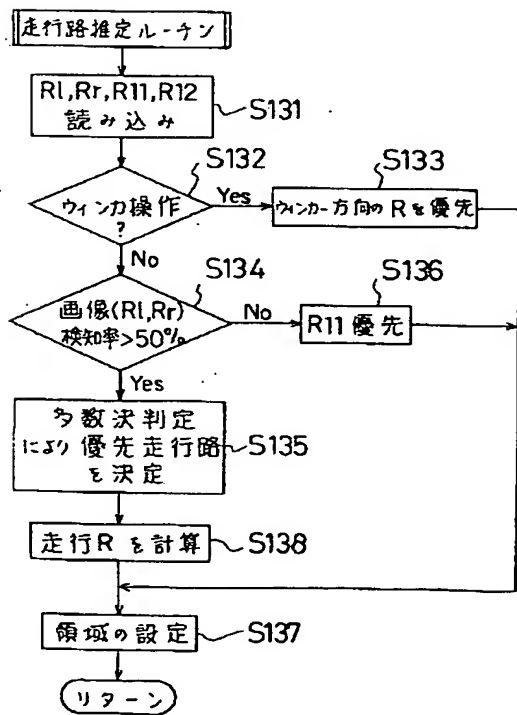 走行路推定ルーチン
Rl,Rr,R11,R12
読み込み
S131
S132
ウィンカ操作
?
Yes
S133
ウィンカー方向のRを優先
No
S134
画像(Rl,Rr)
検知率>50%
No
S136
R11優先
Yes
多数決判定
により優先走行路
を決定
S135
走行Rを計算
S138
領域の設定
S137
リターン